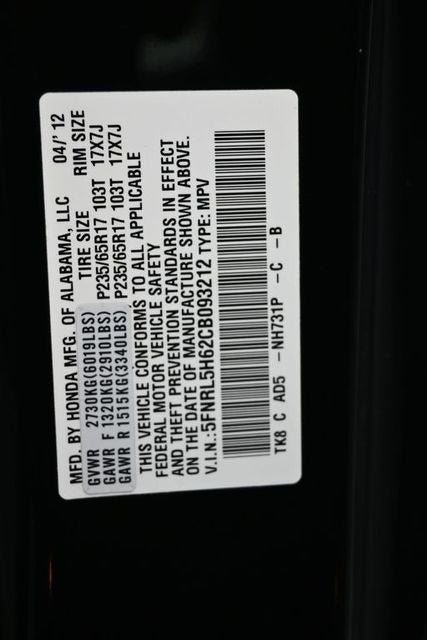 MFD. BY HONDA MFG. OF ALABAMA, LLC 04/'12
TIRE SIZE RIM SIZE
GVWR 2730KG(6019LBS)
GAWR F 1320KG(2910LBS) P235/65R17 103T 17X7J
GAWR R 1515KG(3340LBS) P235/65R17 103T 17X7J
THIS VEHICLE CONFORMS TO ALL APPLICABLE
FEDERAL MOTOR VEHICLE SAFETY
AND THEFT PREVENTION STANDARDS IN EFFECT
ON THE DATE OF MANUFACTURE SHOWN ABOVE.
V.I.N.:5FNRL5H62CB093212 TYPE: MPV
TK8 C AD5 -NH731P -C -B